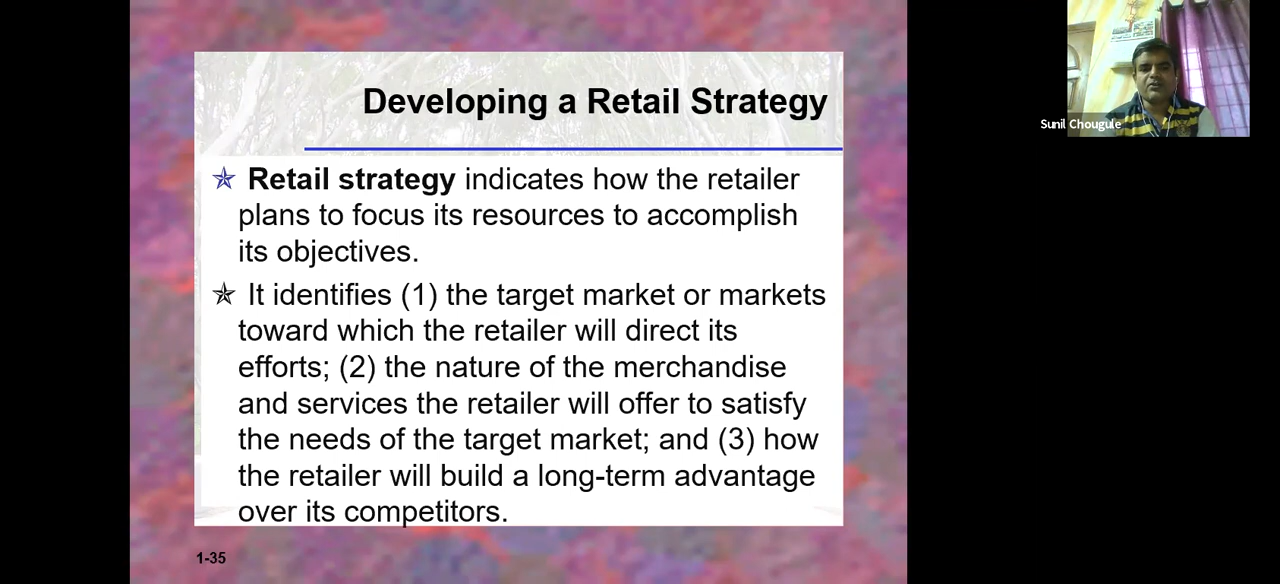 Developing a Retail Strategy
Retail strategy indicates how the retailer
plans to focus its resources to accomplish
its objectives.
It identifies (1) the target market or markets
toward which the retailer will direct its
efforts; (2) the nature of the merchandise
and services the retailer will offer to satisfy
the needs of the target market; and (3) how
the retailer will build a long-term advantage
over its competitors.
1-35
Sunil Chougule